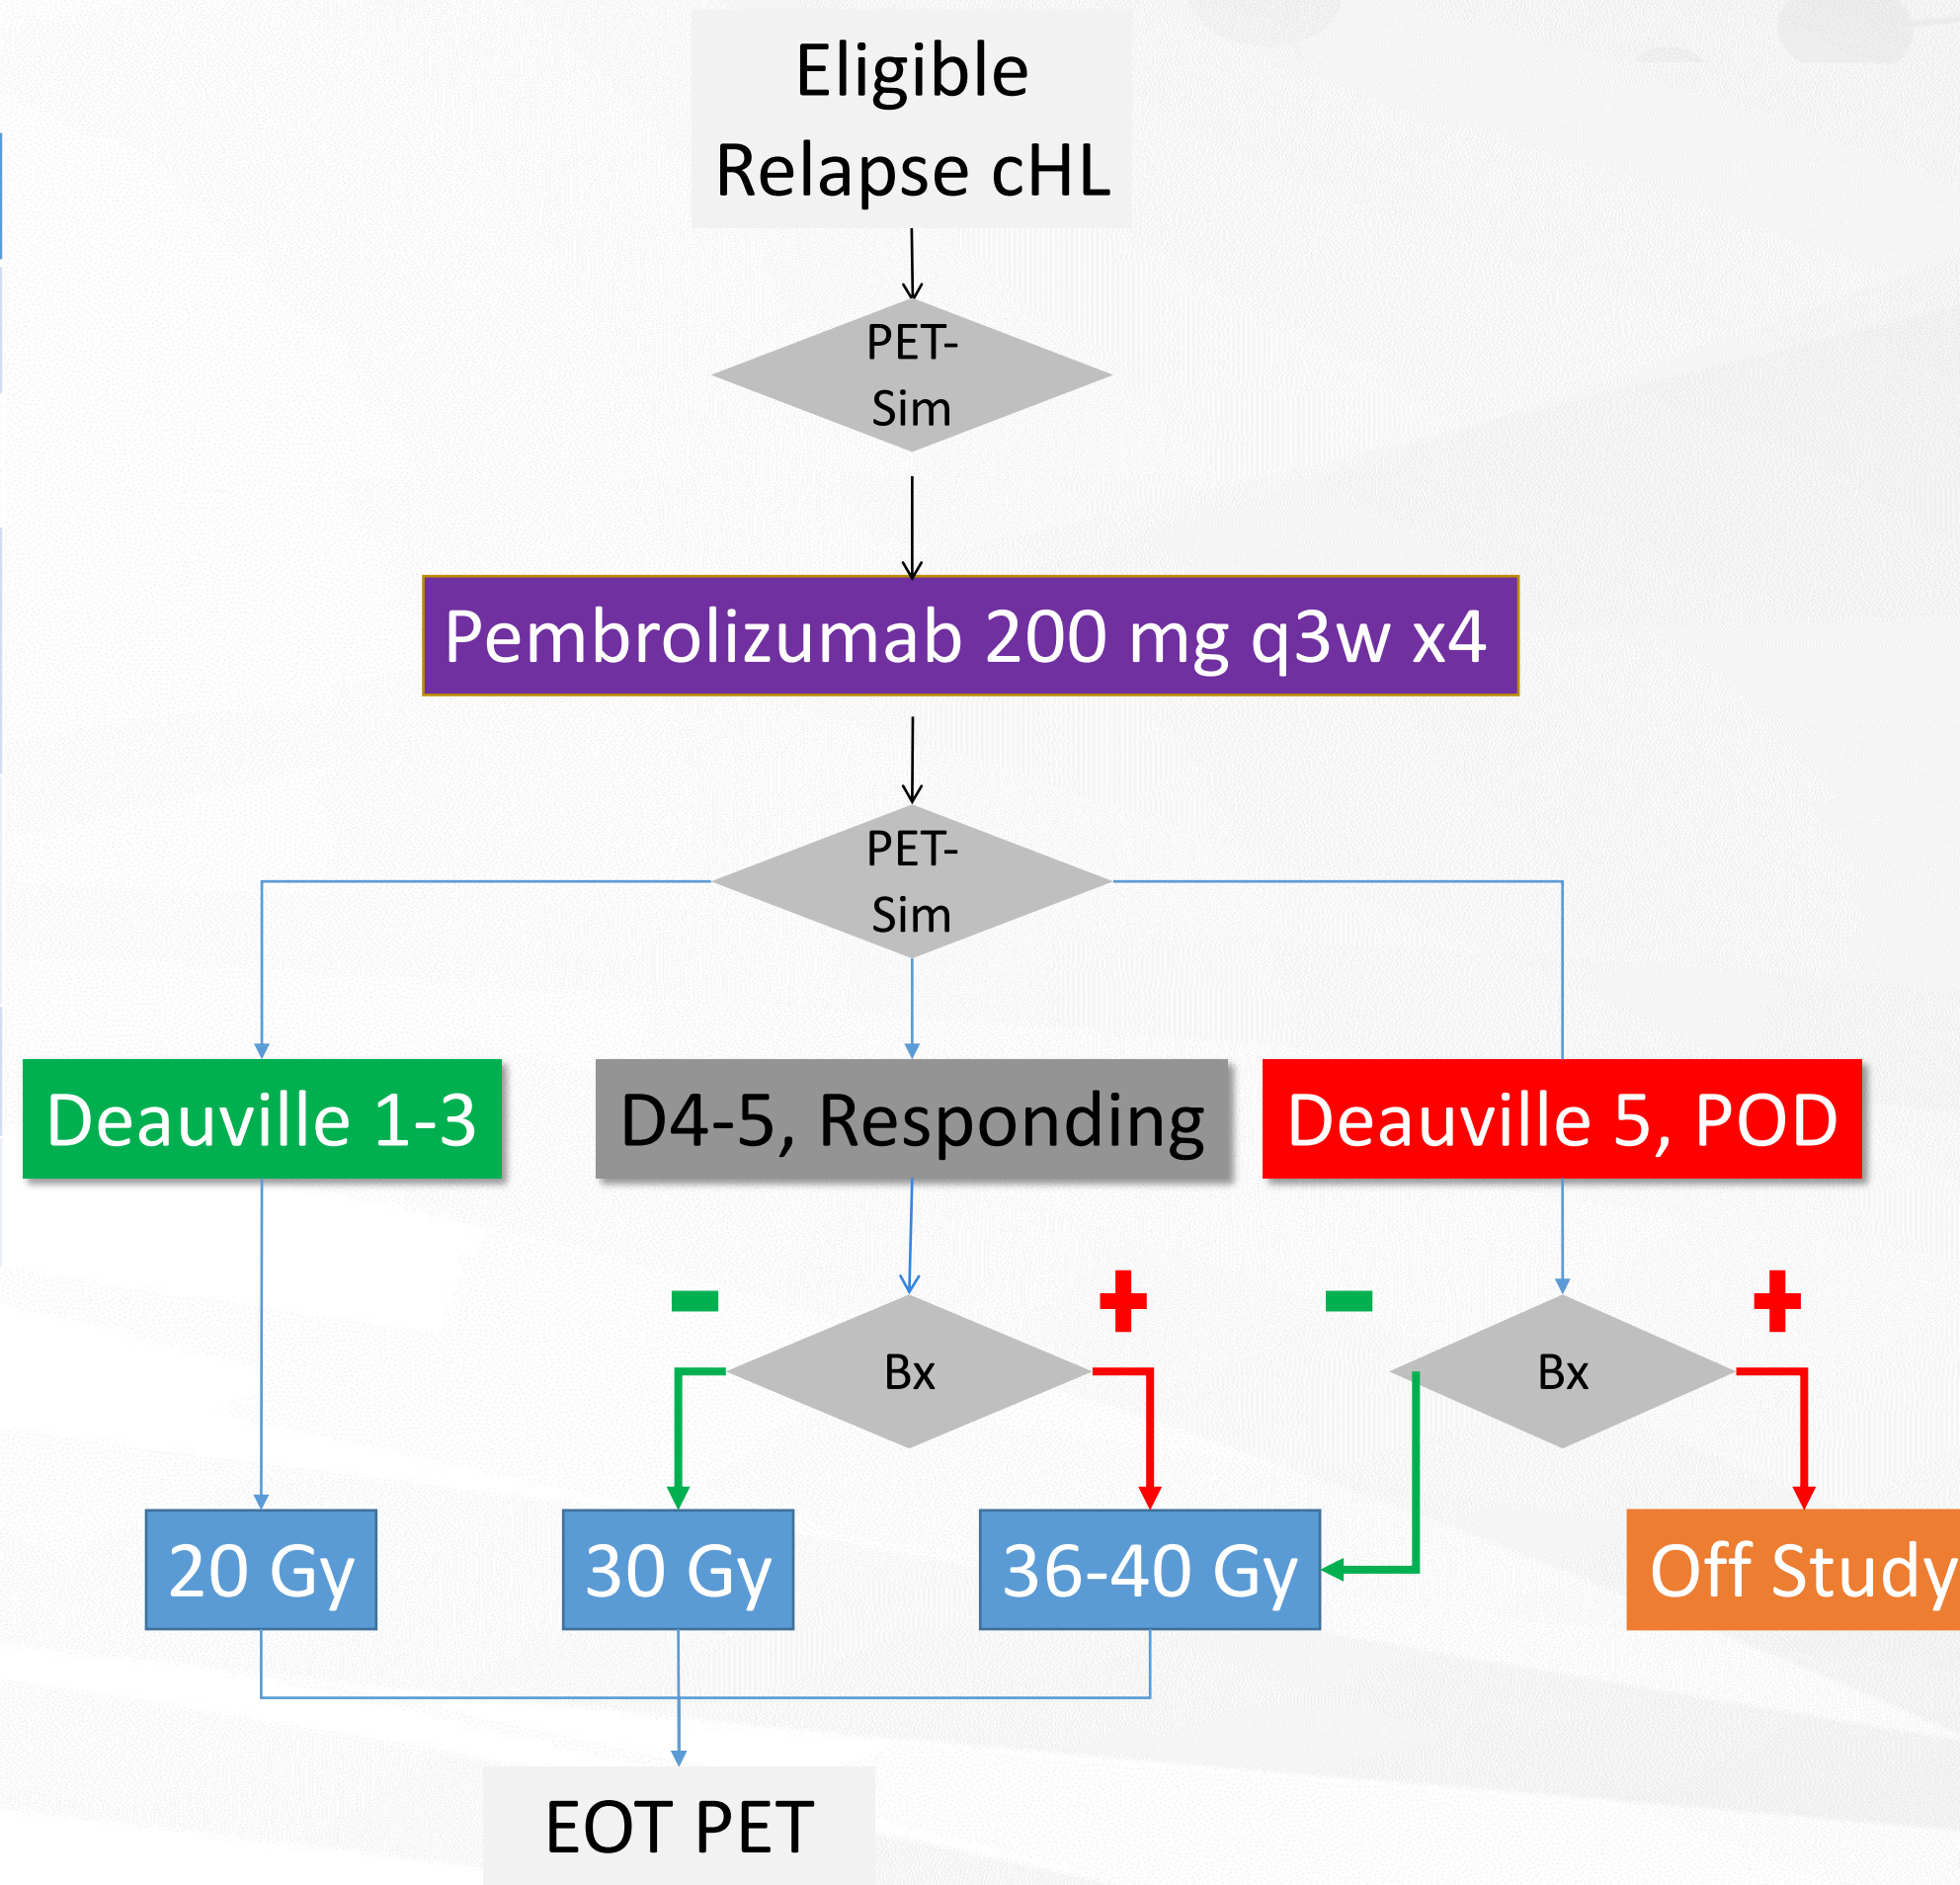 Eligible
Relapse cHL
PET-
Sim
Pembrolizumab 200 mg q3w x4
PET-
Sim
Deauville 1-3
D4-5, Responding
Deauville 5, POD
- +
- +
Bx
Bx
20 Gy
30 Gy
36-40 Gy
Off Study
EOT PET